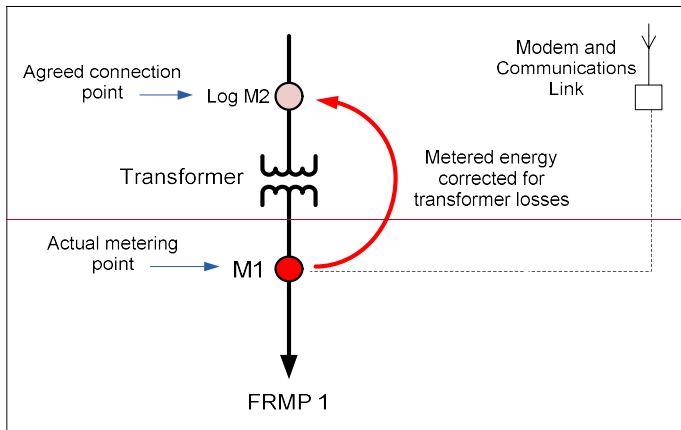 Modem and
Communications
Link
Agreed connection
point
Log M2
Transformer
Metered energy
corrected for
transformer losses
Actual metering
point
M1
FRMP 1